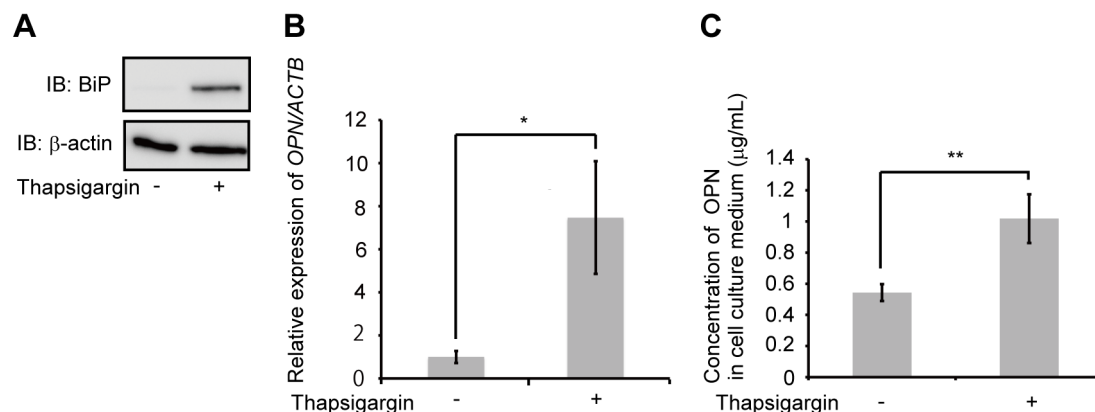 A
IB: BiP
IB: β-actin
Thapsigargin - +
B
Relative expression of OPN/ACTB
12
10
8
6
4
2
0
*
Thapsigargin - +
C
Concentration of OPN
in cell culture medium (μg/mL)
1.4
1.2
1
0.8
0.6
0.4
0.2
0
**
Thapsigargin - +